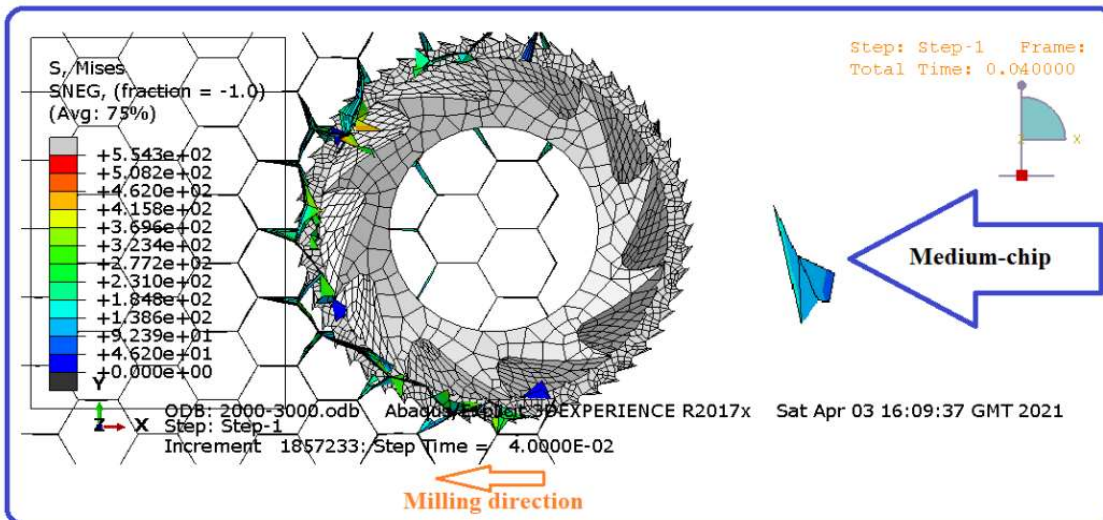 S, Mises
SNEG, (fraction = -1.0)
(Avg: 75%)
+5.543e+02
+5.082e+02
+4.620e+02
+4.158e+02
+3.696e+02
+3.234e+02
+2.772e+02
+2.310e+02
+1.848e+02
+1.386e+02
+9.239e+01
+4.620e+01
+0.000e+00
Step: Step-1 Frame:
Total Time: 0.040000
Z X
Medium-chip
Y
Z X
ODB: 2000-3000.odb Abaqus/Explicit 3DEXPERIENCE R2017x Sat Apr 03 16:09:37 GMT 2021
Step: Step-1
Increment 1857233: Step Time = 4.0000E-02
Milling direction